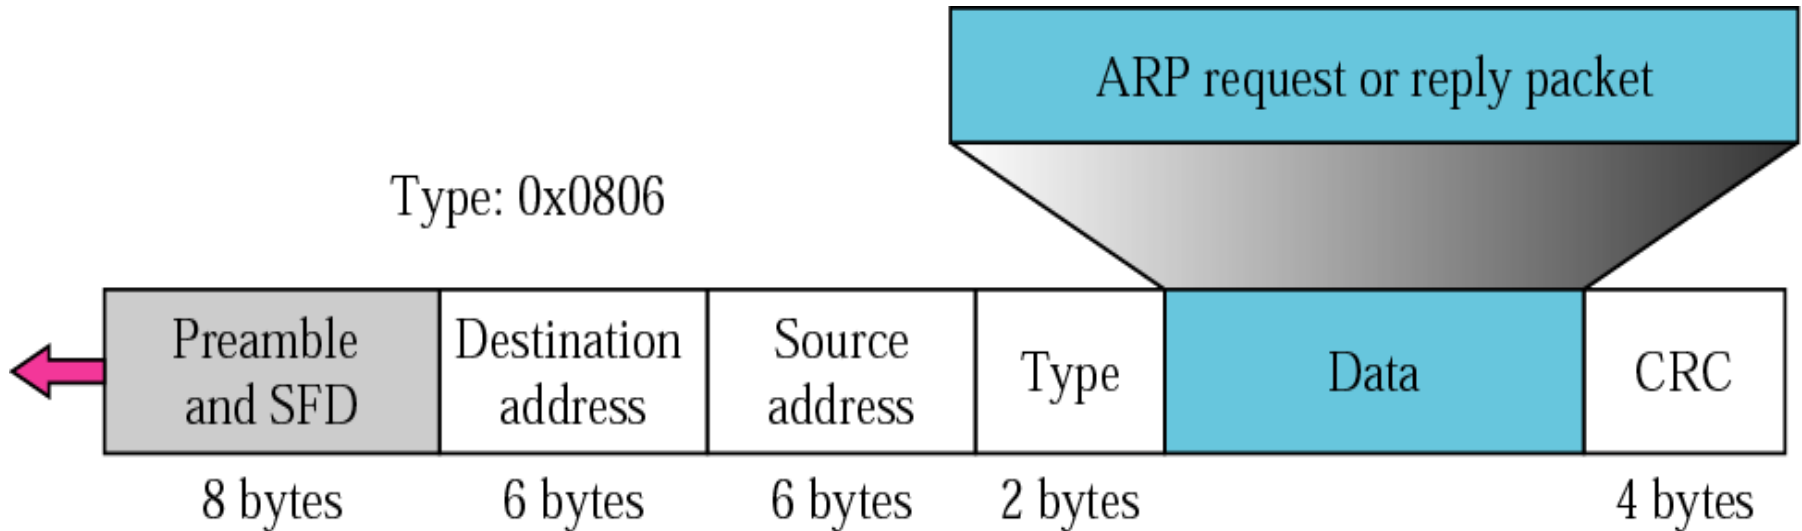 ARP request or reply packet
Type: 0x0806
Preamble
and SFD
Destination
address
Source
address
Type
Data
CRC
8 bytes
6 bytes
6 bytes
2 bytes
4 bytes